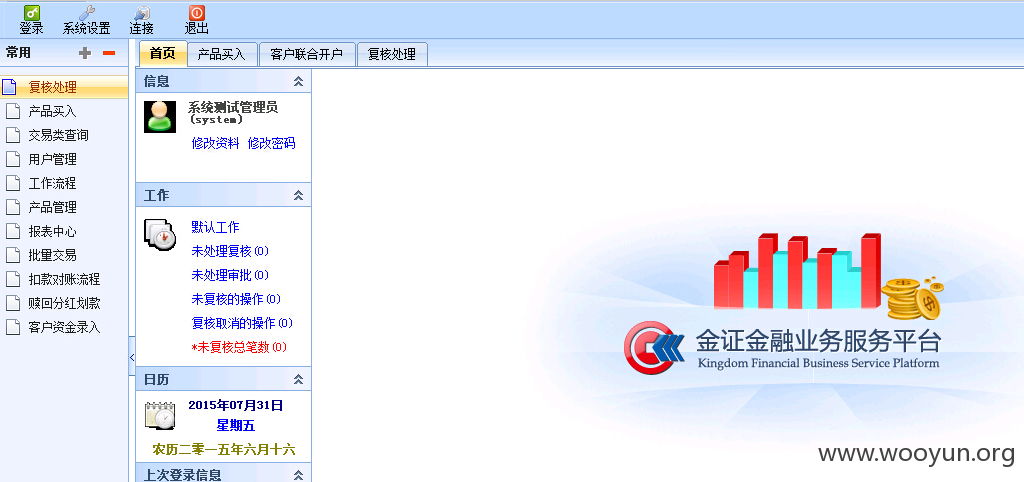 登录 系统设置 连接 退出
常用
首页 产品买入 客户联合开户 复核处理
复核处理
产品买入
交易类查询
用户管理
工作流程
产品管理
报表中心
批量交易
扣款对账流程
赎回分红划款
客户资金录入
信息
系统测试管理员
(system)
修改资料 修改密码
工作
默认工作
未处理复核(0)
未处理审批(0)
未复核的操作(0)
复核取消的操作(0)
*未复核总笔数(0)
日历
2015年07月31日
星期五
农历二零一五年六月十六
上次登录信息
金证金融业务服务平台
Kingdom Financial Business Service Platform
www.wooyun.org